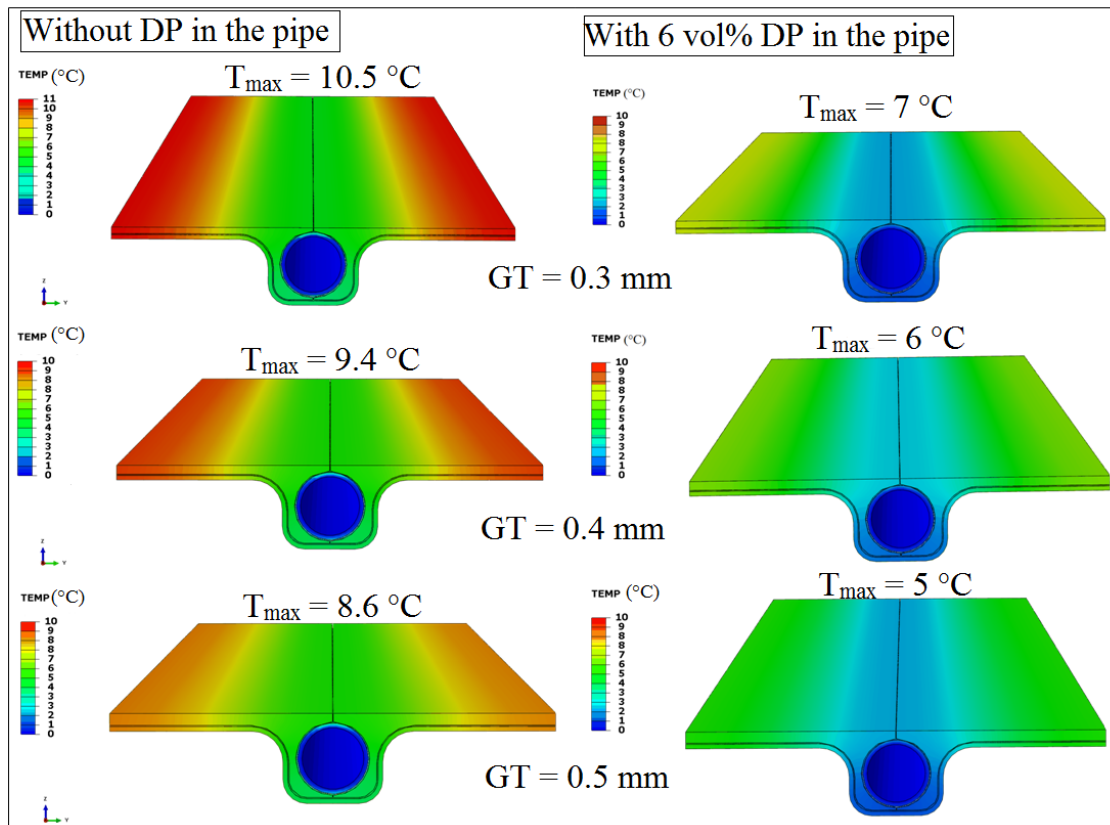 Without DP in the pipe
With 6 vol% DP in the pipe
TEMP (°C)
Tmax = 10.5 °C
11
10
9
8
7
6
5
4
3
2
1
0
Z
Y
TEMP (°C)
Tmax = 7 °C
10
9
8
7
6
5
4
3
2
1
0
GT = 0.3 mm
TEMP (°C)
Tmax = 9.4 °C
10
9
8
7
6
5
4
3
2
1
0
Z
Y
TEMP (°C)
Tmax = 6 °C
10
9
8
7
6
5
4
3
2
1
0
GT = 0.4 mm
TEMP (°C)
Tmax = 8.6 °C
10
9
8
7
6
5
4
3
2
1
0
Z
Y
TEMP (°C)
Tmax = 5 °C
10
9
8
7
6
5
4
3
2
1
0
GT = 0.5 mm